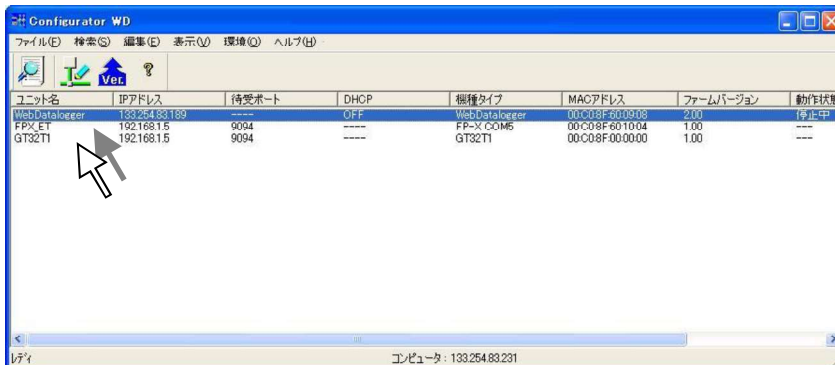 Configurator WD
ファイル(F) 検索(S) 編集(E) 表示(V) 環境(O) ヘルプ(H)
Ver. ?
ユニット名 IPアドレス 待受ポート DHCP 機種タイプ MACアドレス ファームバージョン 動作状態
WebDatalogger 133.254.83.189 ---- OFF WebDatalogger 00:C0:8F:60:09:08 2.00 停止中
FPX_ET 192.168.1.5 9094 ---- FP-X COM5 00:C0:8F:60:10:04 1.00 ---
GT32T1 192.168.1.5 9094 ---- GT32T1 00:C0:8F:00:00:00 1.00 ---
レディ コンピュータ : 133.254.83.231